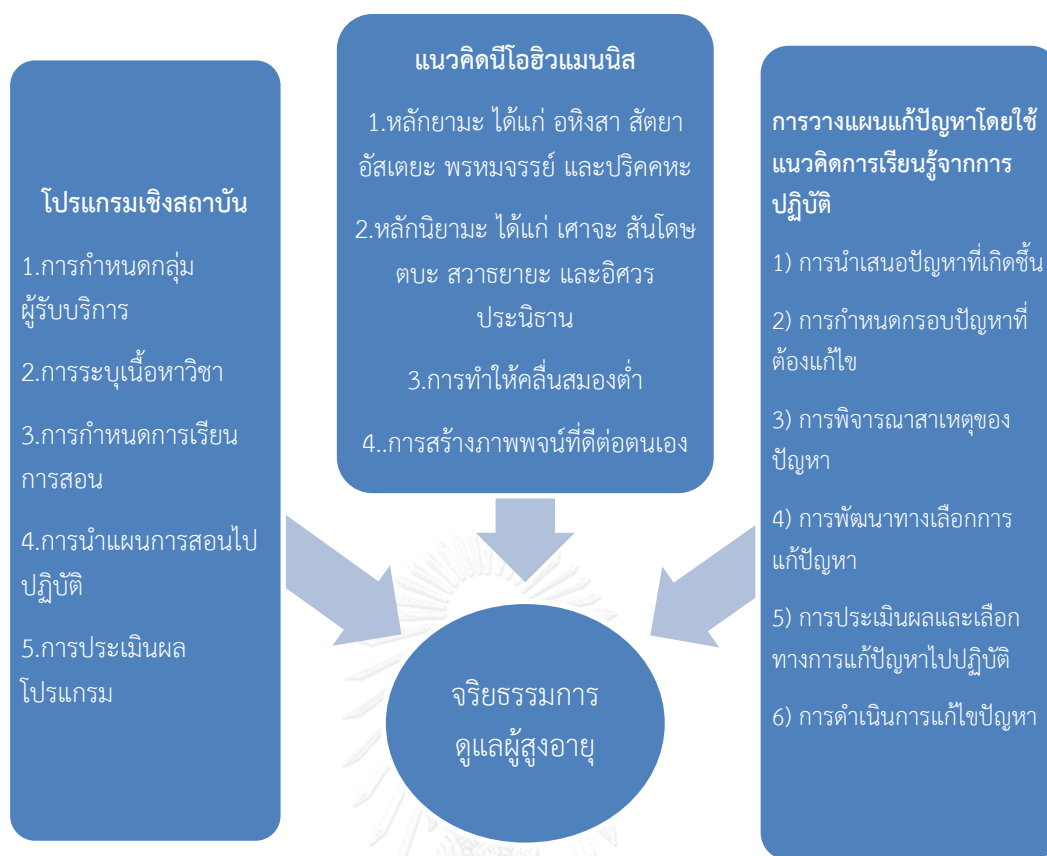 โปรแกรมเชิงสถาบัน
1.การกำหนดกลุ่ม
ผู้รับบริการ
2.การระบุเนื้อหาวิชา
3.การกำหนดการเรียน
การสอน
4.การนำแผนการสอนไป
ปฏิบัติ
5.การประเมินผล
โปรแกรม
แนวคิดนีโอฮิวแมนนิส
1.หลักยามะ ได้แก่ อหิงสา สัตยา
อัสเตยะ พรหมจรรย์ และปริคคหะ
2.หลักนิยามะ ได้แก่ เศาจะ สันโดษ
ตบะ สวาธยายะ และอิศวร
ประนิธาน
3.การทำให้คลื่นสมองต่ำ
4..การสร้างภาพพจน์ที่ดีต่อตนเอง
การวางแผนแก้ปัญหาโดยใช้
แนวคิดการเรียนรู้จากการ
ปฏิบัติ
1) การนำเสนอปัญหาที่เกิดชึ้น
2) การกำหนดกรอบปัญหาที่
ต้องแก้ไข
3) การพิจารณาสาเหตุของ
ปัญหา
4) การพัฒนาทางเลือกการ
แก้ปัญหา
5) การประเมินผลและเลือก
ทางการแก้ปัญหาไปปฏิบัติ
6) การดำเนินการแก้ไขปัญหา
จริยธรรมการ
ดูแลผู้สูงอายุ